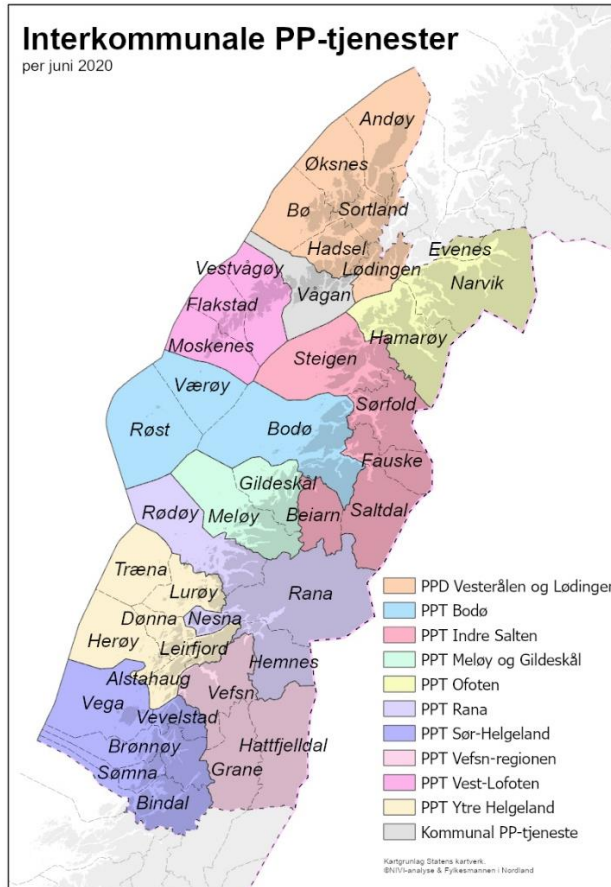 Interkommunale PP-tjenester
per juni 2020
Andøy
Øksnes
Bø
Sortland
Hadsel
Lødingen
Evenes
Narvik
Vestvågøy
Vågan
Flakstad
Hamarøy
Moskenes
Steigen
Værøy
Sørfold
Røst
Bodø
Fauske
Gildeskål
Saltdal
Rødøy
Meløy
Beiarn
Træna
Lurøy
Rana
Dønna
Nesna
Herøy
Leirfjord
Hemnes
Alstahaug
Vefsn
Vega
Vevelstad
Brønnøy
Hattfjelldal
Sømna
Grane
Bindal
PPD Vesterålen og Lødingen
PPT Bodø
PPT Indre Salten
PPT Meløy og Gildeskål
PPT Ofoten
PPT Rana
PPT Sør-Helgeland
PPT Vefsn-regionen
PPT Vest-Lofoten
PPT Ytre Helgeland
Kommunal PP-tjeneste
Kartgrunlag Statens kartverk.
©NIVI-analyse & Fylkesmannen i Nordland